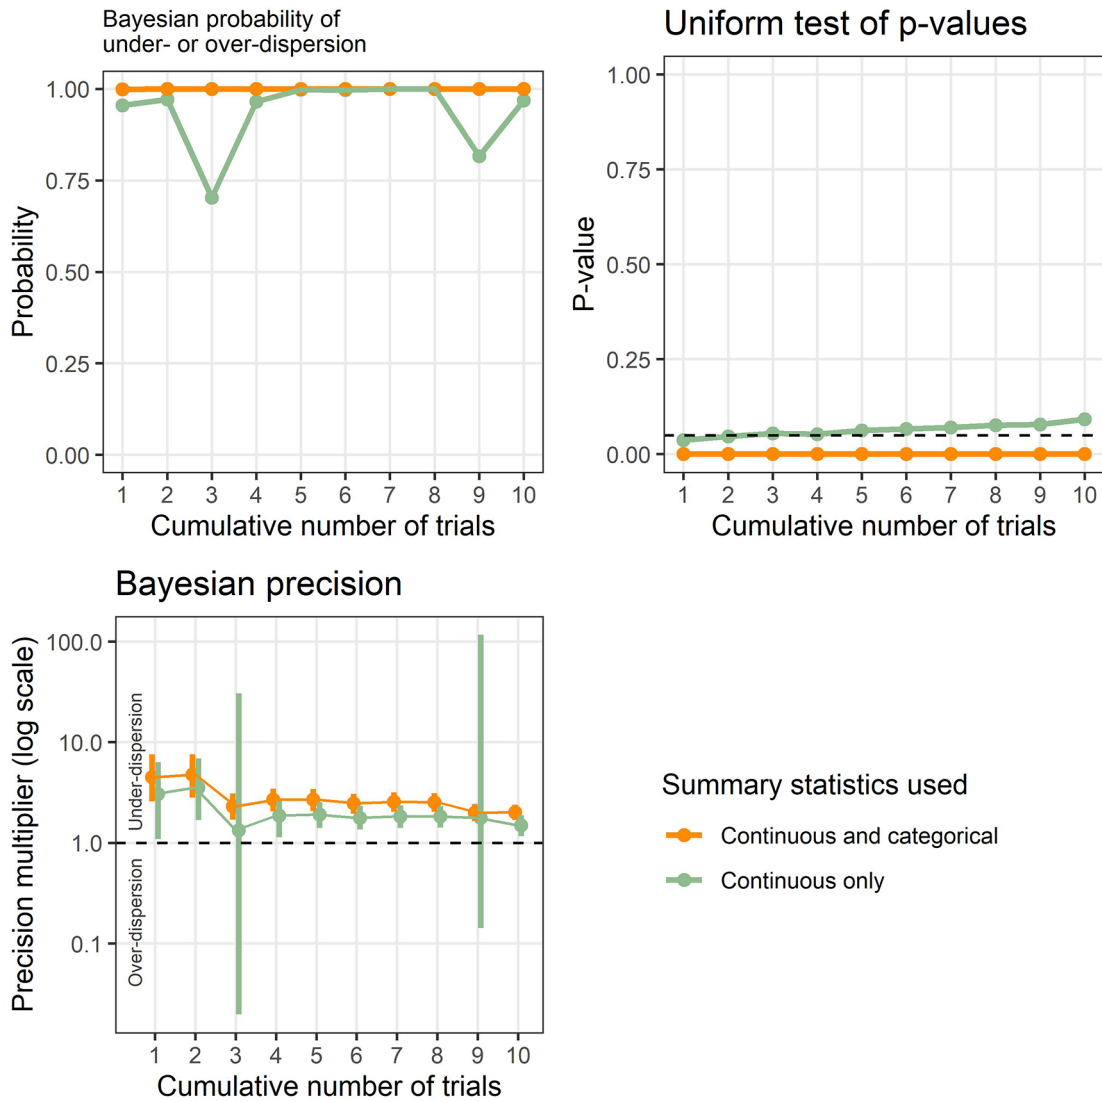 Bayesian probability of
under- or over-dispersion
Probability
1.00
0.75
0.50
0.25
0.00
1 2 3 4 5 6 7 8 9 10
Cumulative number of trials
Uniform test of p-values
P-value
1.00
0.75
0.50
0.25
0.00
1 2 3 4 5 6 7 8 9 10
Cumulative number of trials
Bayesian precision
Precision multiplier (log scale)
100.0
10.0
1.0
0.1
Under-dispersion
Over-dispersion
1 2 3 4 5 6 7 8 9 10
Cumulative number of trials
Summary statistics used
Continuous and categorical
Continuous only